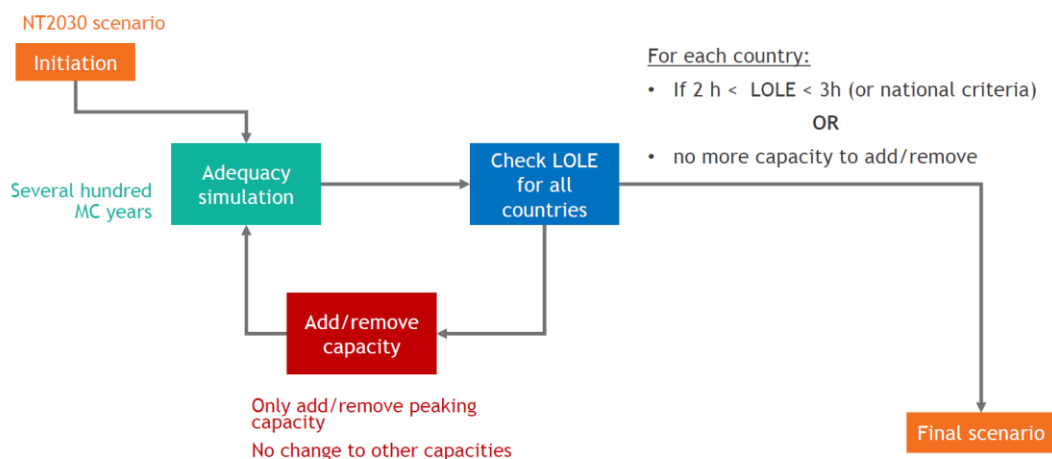 NT2030 scenario
Initiation
For each country:
• If 2 h < LOLE < 3h (or national criteria)
OR
• no more capacity to add/remove
Several hundred
MC years
Adequacy
simulation
Check LOLE
for all
countries
Add/remove
capacity
Only add/remove peaking
capacity
No change to other capacities
Final scenario